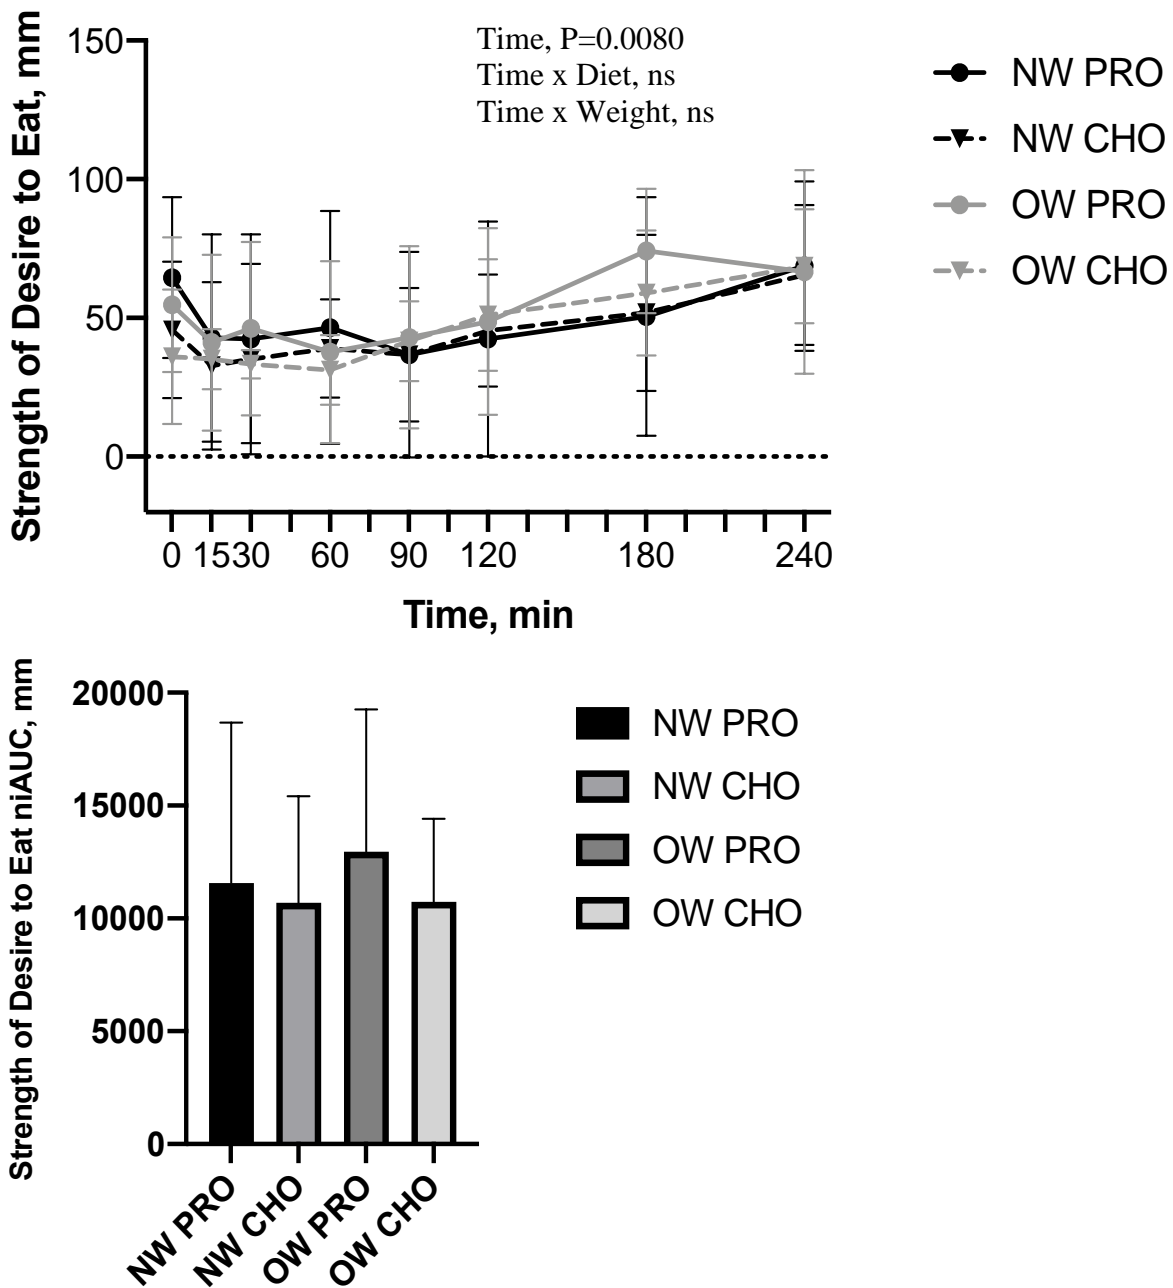 Strength of Desire to Eat, mm
150
100
50
0
Time, P=0.0080
Time x Diet, ns
Time x Weight, ns
NW PRO
NW CHO
OW PRO
OW CHO
0 15 30 60 90 120 180 240
Time, min
Strength of Desire to Eat niAUC, mm
20000
15000
10000
5000
0
NW PRO
NW CHO
OW PRO
OW CHO
NW PRO
NW CHO
OW PRO
OW CHO